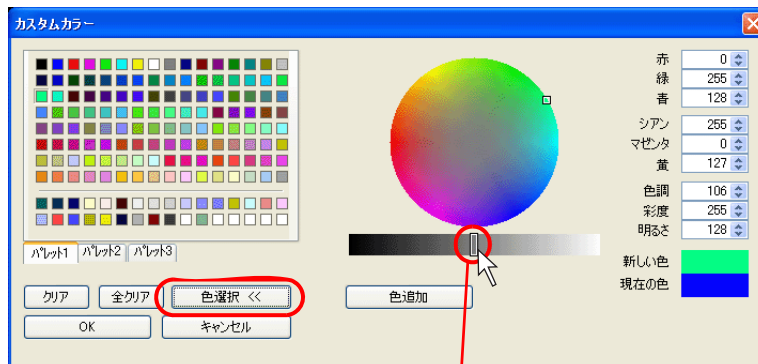 カスタムカラー
パレット1 パレット2 パレット3
クリア 全クリア 色選択 <<
OK キャンセル
色追加
赤 0
緑 255
青 128
シアン 255
マゼンタ 0
黄 127
色調 106
彩度 255
明るさ 128
新しい色
現在の色